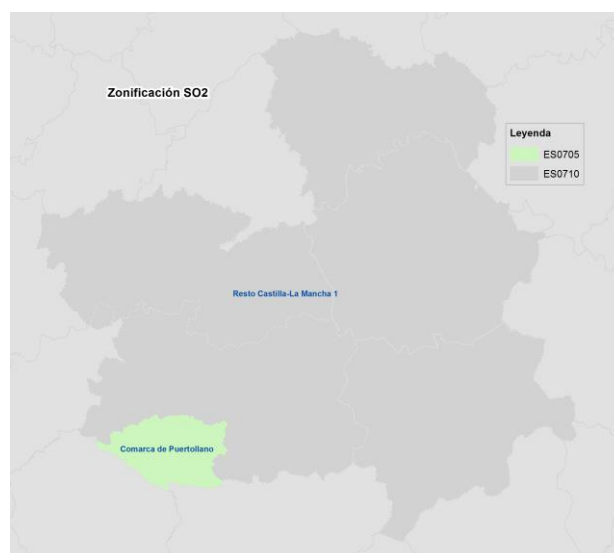 Zonificación SO2
Leyenda
ES0705
ES0710
Resto Castilla-La Mancha 1
Comarca de Puertollano